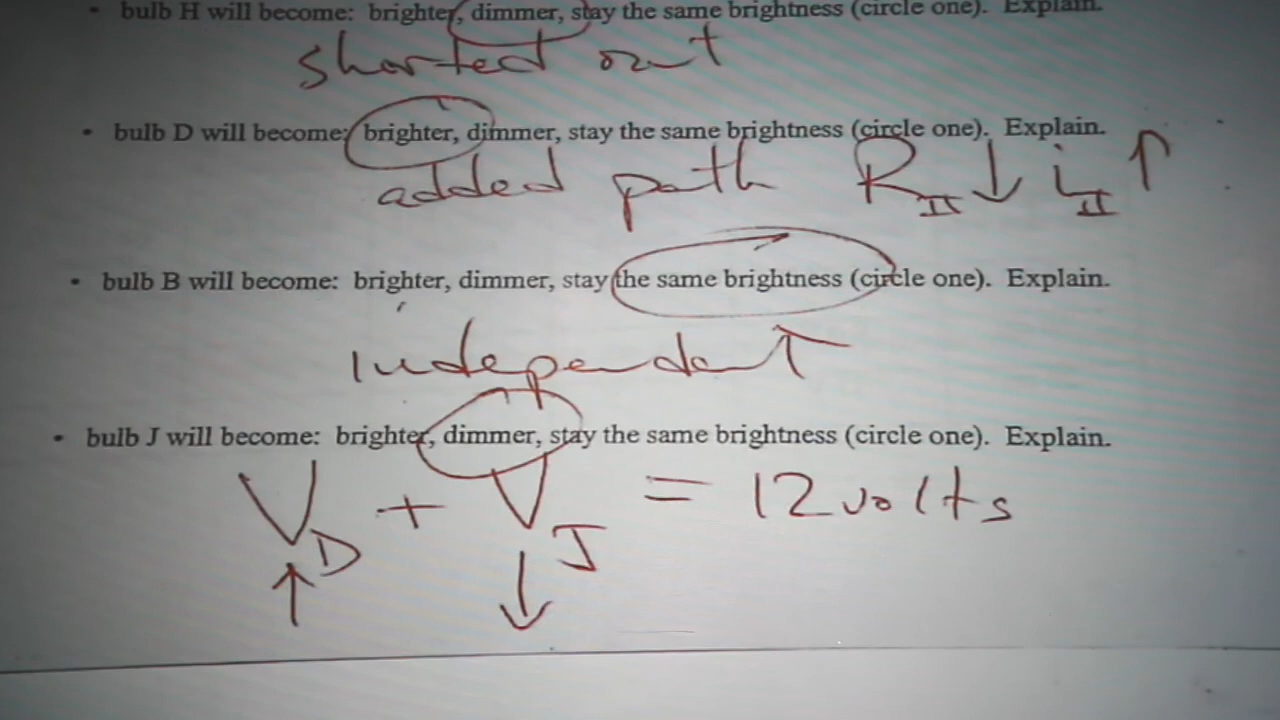 • bulb H will become: brighter, dimmer, stay the same brightness (circle one). Explain.
shorted out
• bulb D will become: brighter, dimmer, stay the same brightness (circle one). Explain.
added path R_II ↓ i_II ↑
• bulb B will become: brighter, dimmer, stay the same brightness (circle one). Explain.
independent
• bulb J will become: brighter, dimmer, stay the same brightness (circle one). Explain.
V_D + V_J = 12 volts
↑ ↓